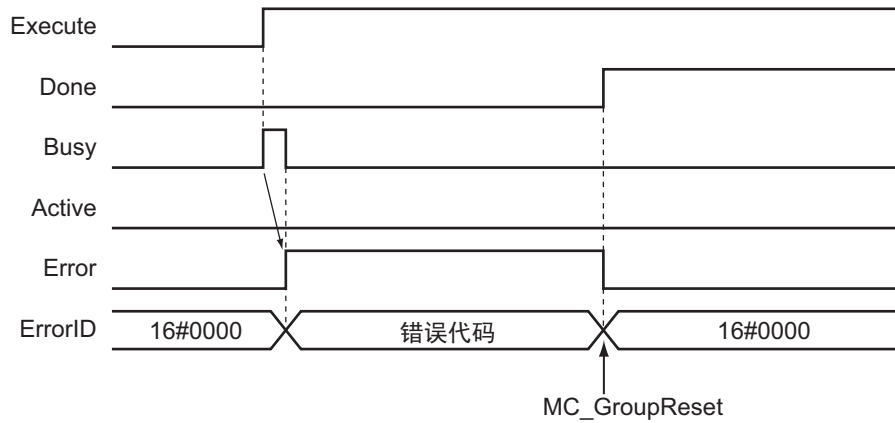 Execute
Done
Busy
Active
Error
ErrorID 16#0000 错误代码 16#0000
MC_GroupReset